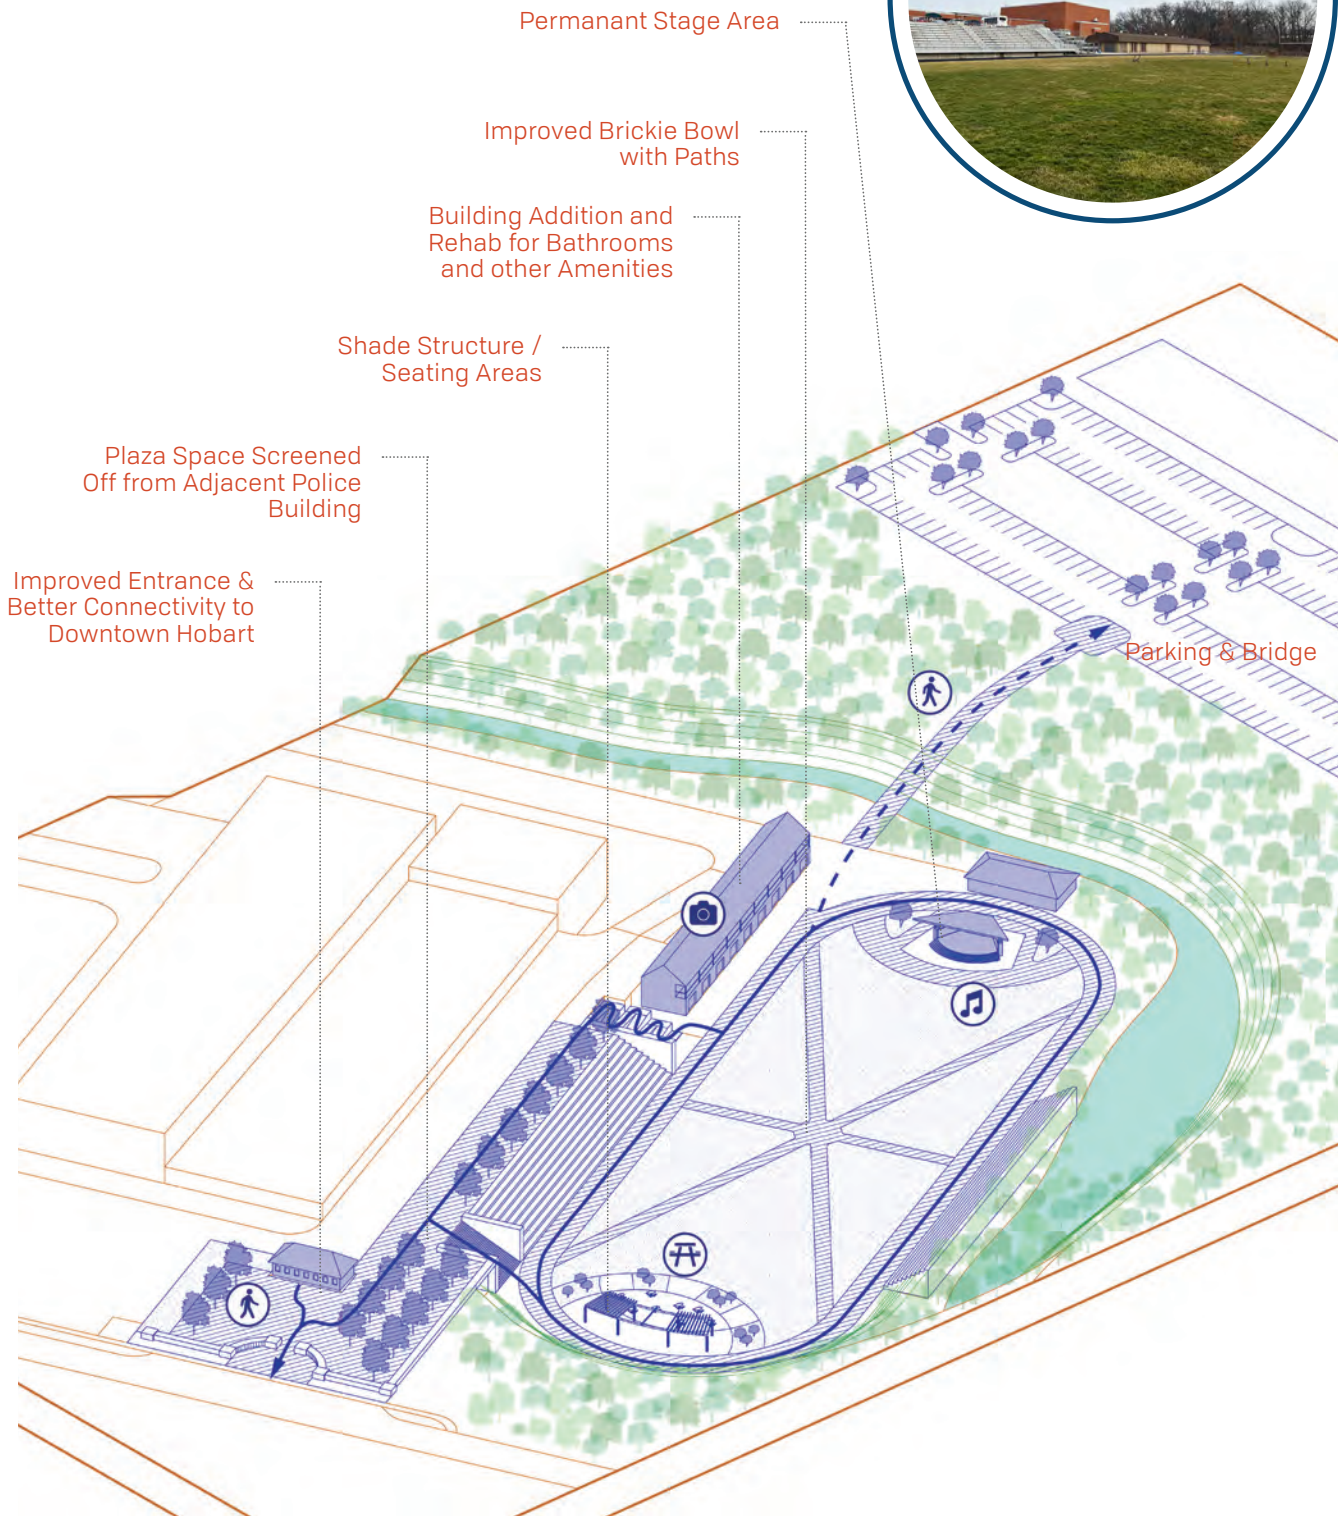 Permanant Stage Area
Improved Brickie Bowl
with Paths
Building Addition and
Rehab for Bathrooms
and other Amenities
Shade Structure /
Seating Areas
Plaza Space Screened
Off from Adjacent Police
Building
Improved Entrance &
Better Connectivity to
Downtown Hobart
Parking & Bridge